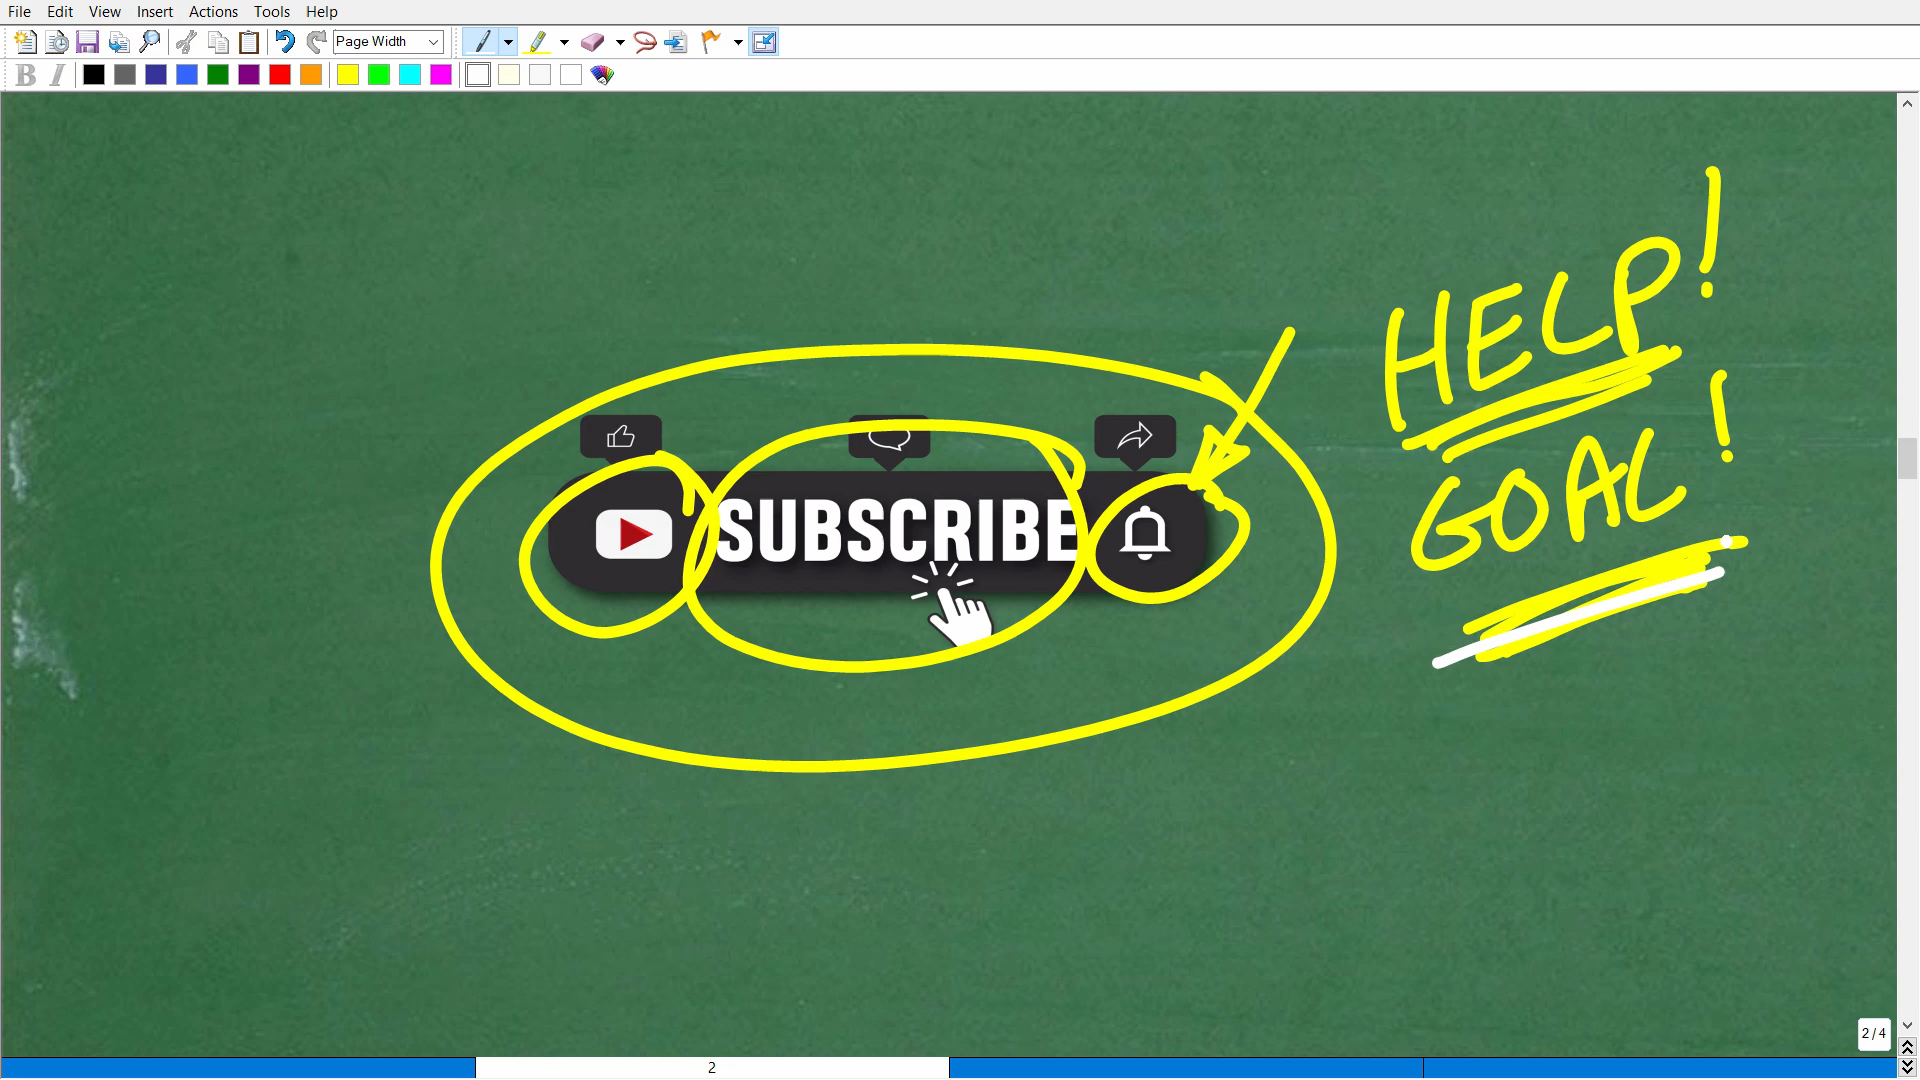 File Edit View Insert Actions Tools Help
Page Width
B I
HELP!
GOAL!
SUBSCRIBE
2 / 4
2